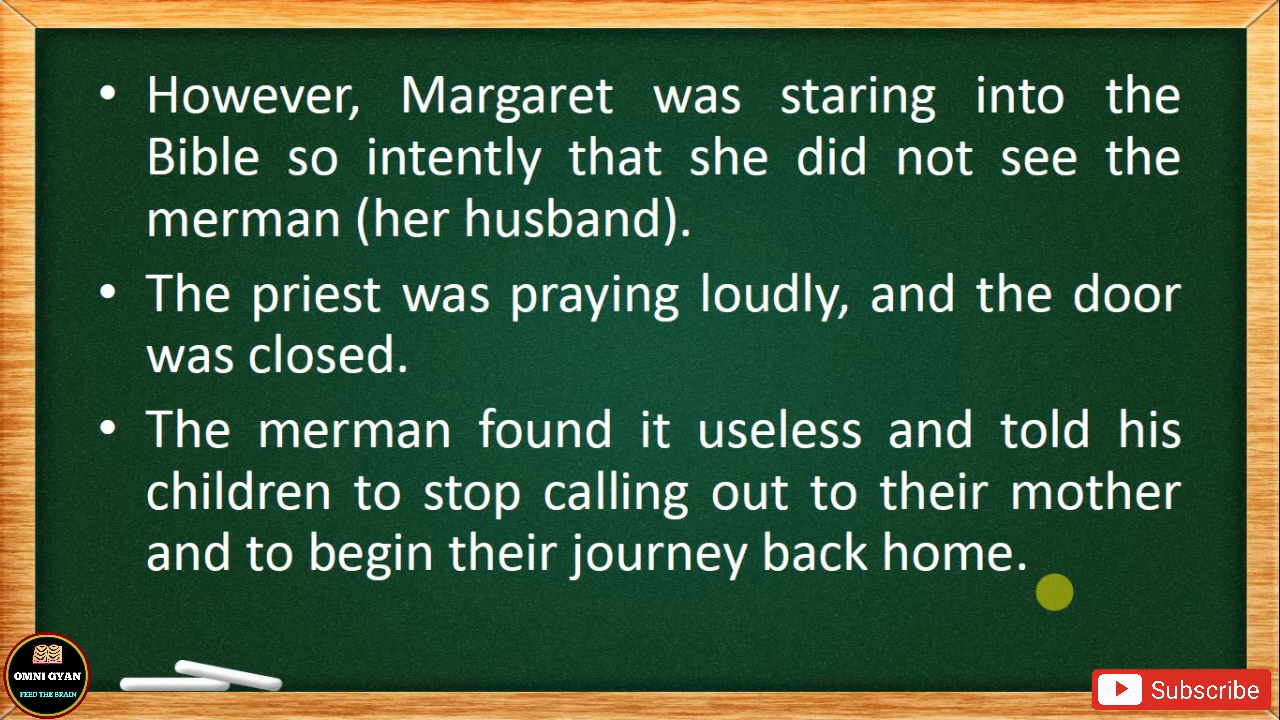 • However, Margaret was staring into the
Bible so intently that she did not see the
merman (her husband).
• The priest was praying loudly, and the door
was closed.
• The merman found it useless and told his
children to stop calling out to their mother
and to begin their journey back home.
OMNI GYAN
FEED THE BRAIN
Subscribe